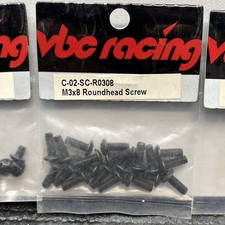 vbc racing
C-02-SC-R0308
M3x8 Roundhead Screw